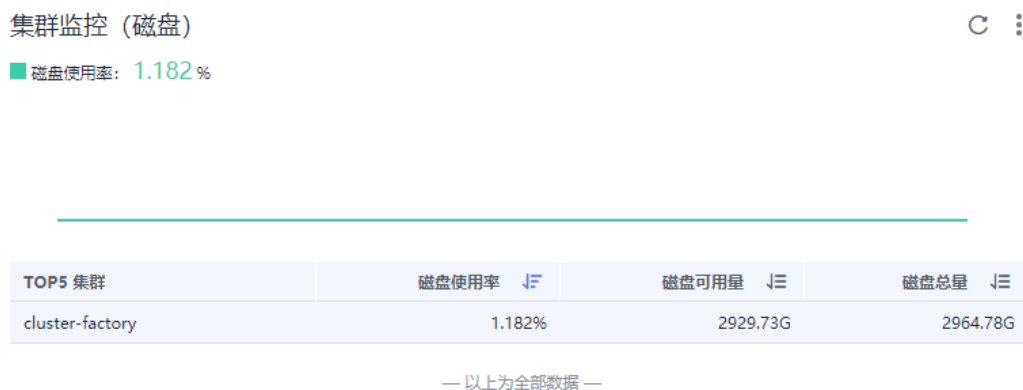 集群监控（磁盘）
磁盘使用率： 1.182 %
TOP5 集群 磁盘使用率 磁盘可用量 磁盘总量
cluster-factory 1.182% 2929.73G 2964.78G
— 以上为全部数据 —